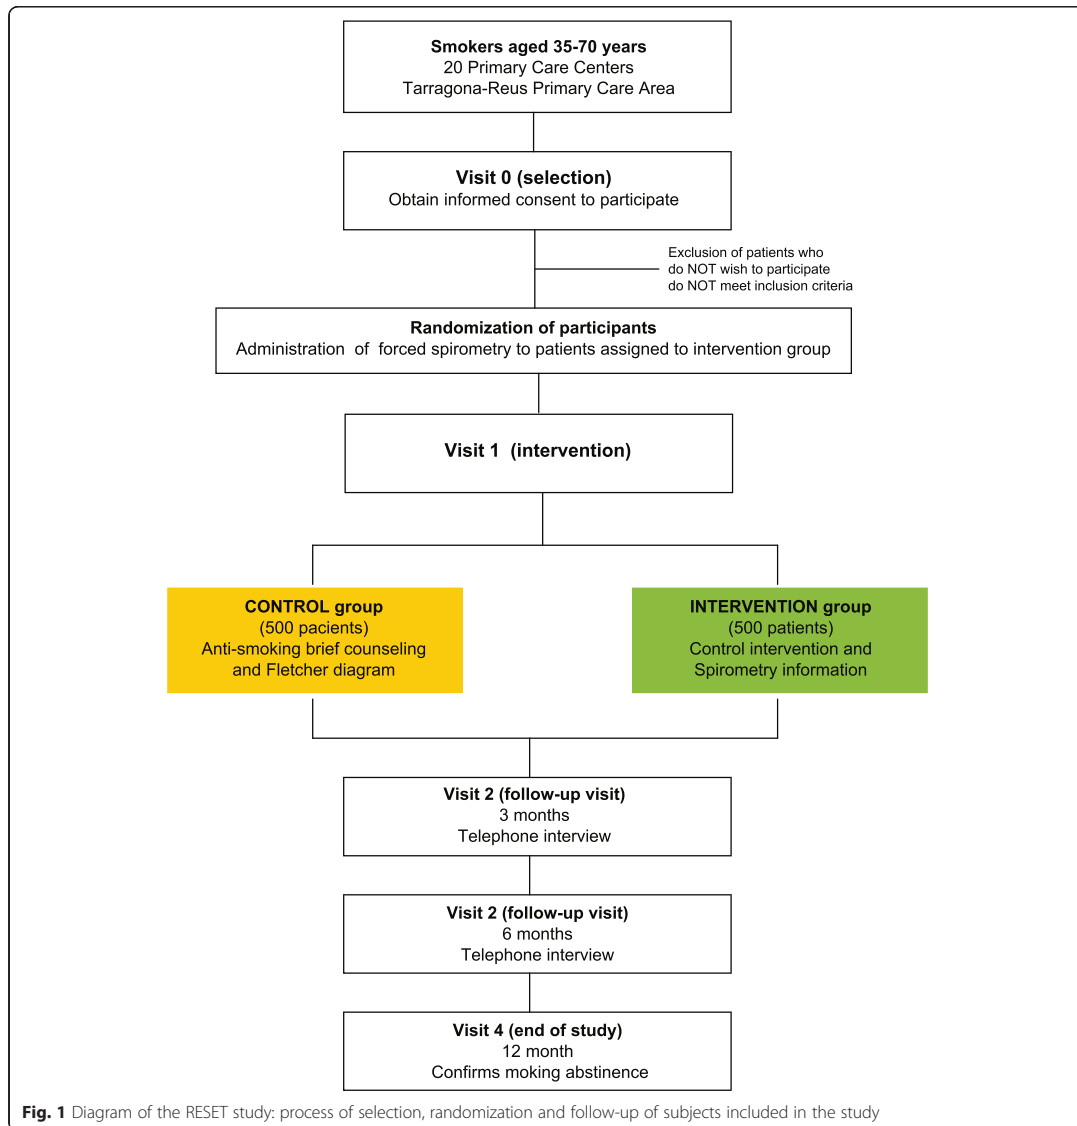 Smokers aged 35-70 years
20 Primary Care Centers
Tarragona-Reus Primary Care Area
Visit 0 (selection)
Obtain informed consent to participate
Exclusion of patients who
do NOT wish to participate
do NOT meet inclusion criteria
Randomization of participants
Administration of forced spirometry to patients assigned to intervention group
Visit 1 (intervention)
CONTROL group
(500 pacients)
Anti-smoking brief counseling
and Fletcher diagram
INTERVENTION group
(500 patients)
Control intervention and
Spirometry information
Visit 2 (follow-up visit)
3 months
Telephone interview
Visit 2 (follow-up visit)
6 months
Telephone interview
Visit 4 (end of study)
12 month
Confirms moking abstinence
Fig. 1 Diagram of the RESET study: process of selection, randomization and follow-up of subjects included in the study